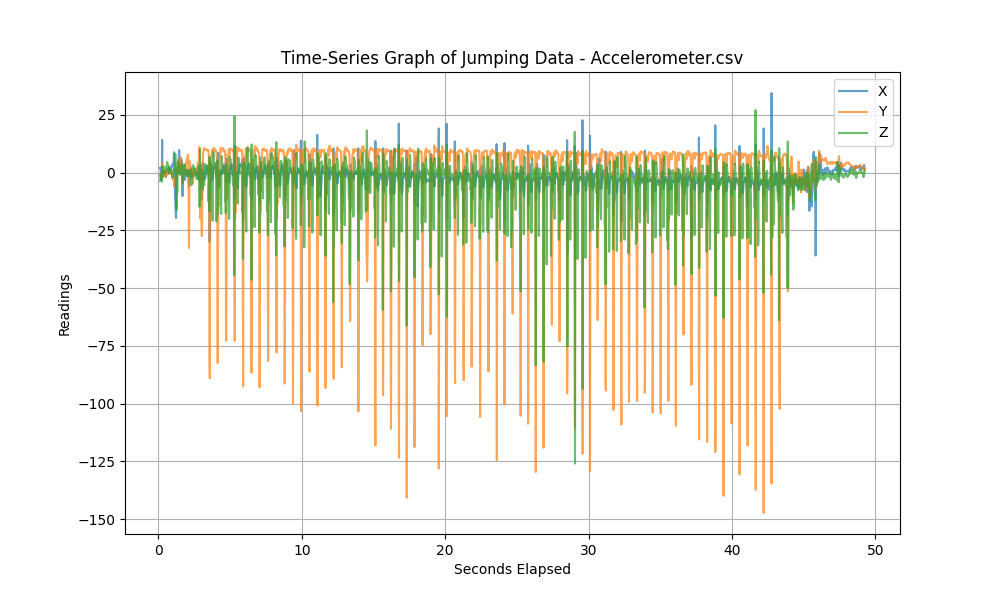 Time-Series Graph of Jumping Data - Accelerometer.csv
X
Y
Z
25
0
−25
−50
−75
−100
−125
−150
Readings
0 10 20 30 40 50
Seconds Elapsed